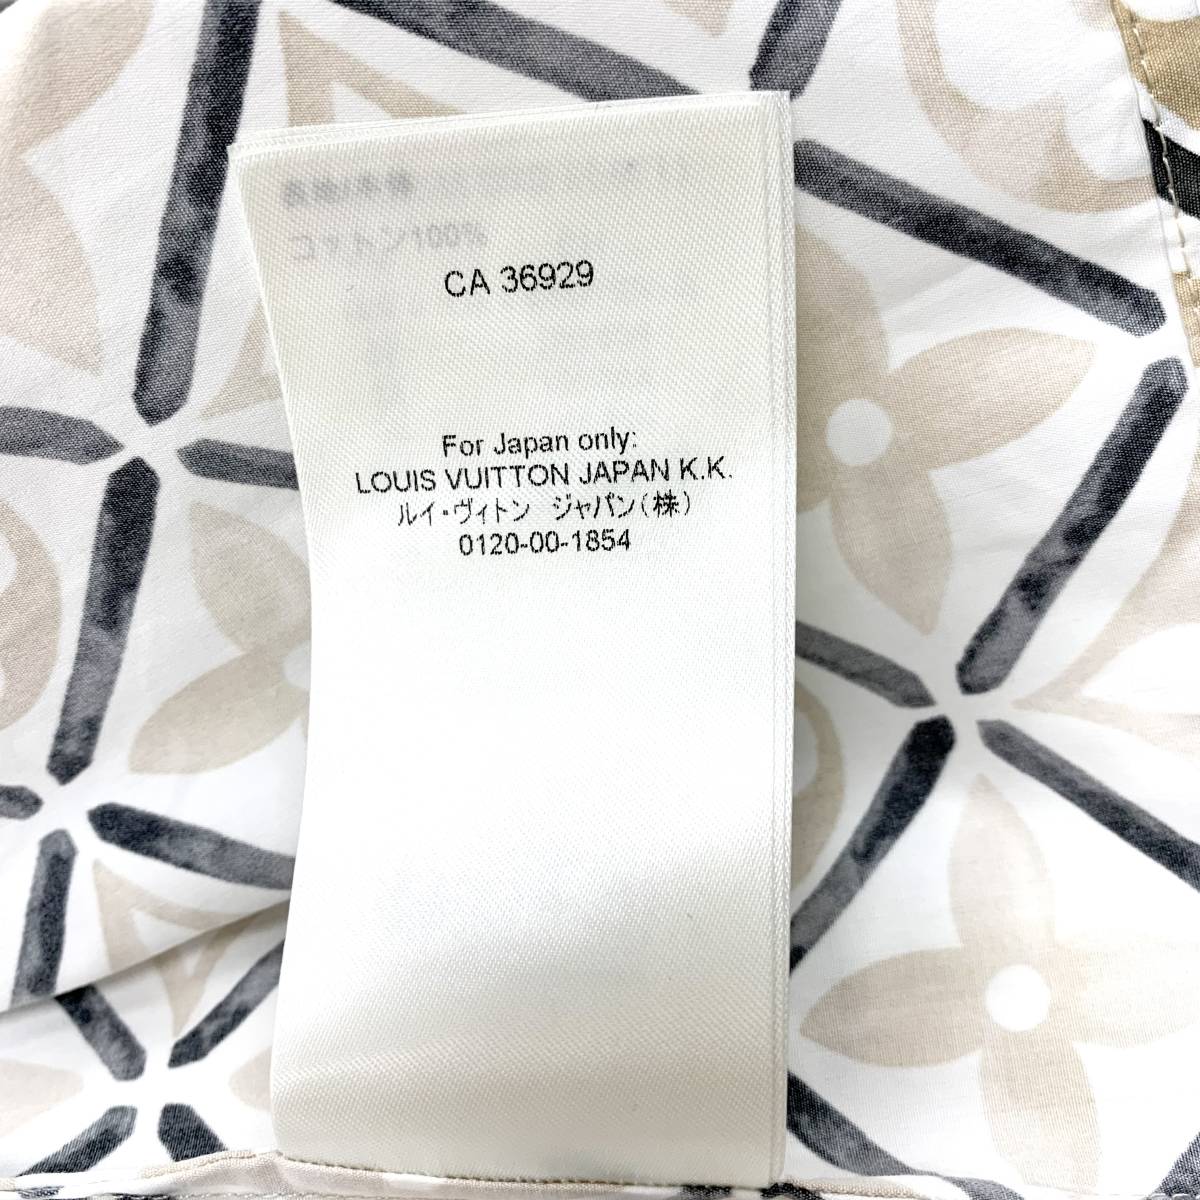 コットン100%
CA 36929
For Japan only:
LOUIS VUITTON JAPAN K.K.
ルイ・ヴィトン ジャパン(株)
0120-00-1854